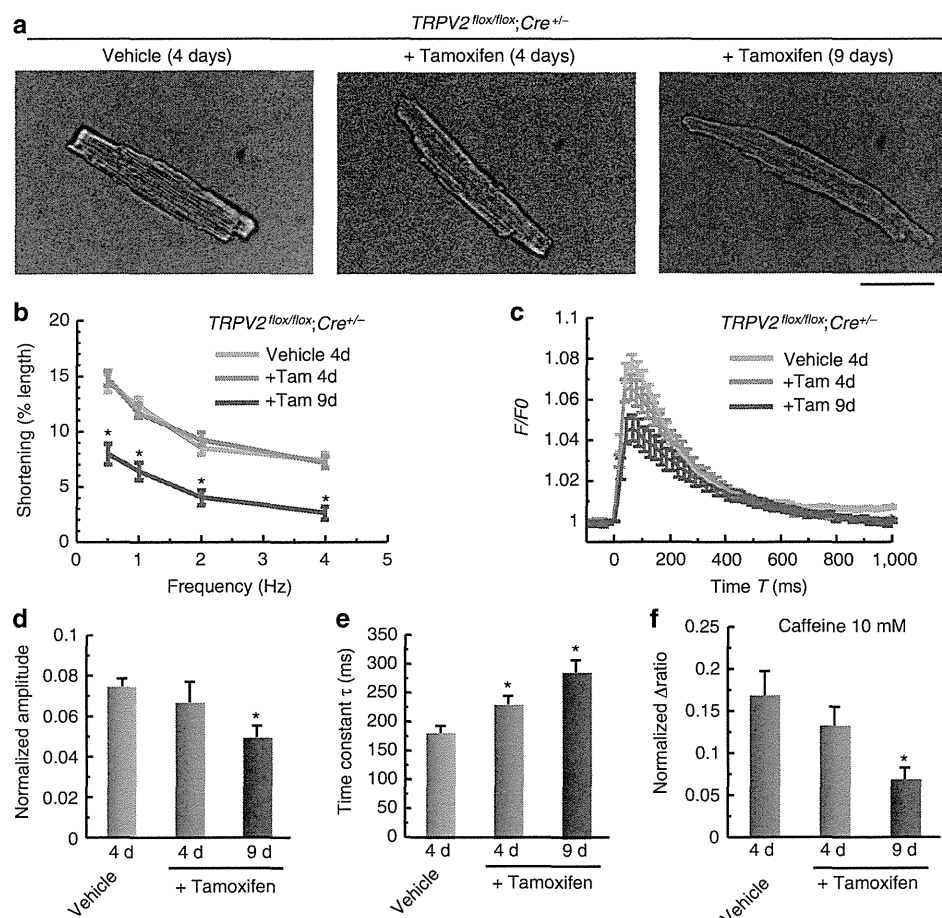 a
TRPV2flox/flox;Cre+/–
Vehicle (4 days)
+ Tamoxifen (4 days)
+ Tamoxifen (9 days)
b
TRPV2flox/flox;Cre+/–
Vehicle 4d
+Tam 4d
+Tam 9d
Shortening (% length)
20
15
10
5
0
*
*
*
*
0 1 2 3 4 5
Frequency (Hz)
c
TRPV2flox/flox;Cre+/–
Vehicle 4d
+Tam 4d
+Tam 9d
F/F0
1.1
1.08
1.06
1.04
1.02
1
0 200 400 600 800 1,000
Time T (ms)
d
Normalized amplitude
0.1
0.08
0.06
0.04
0.02
0
*
4 d 4 d 9 d
Vehicle
+ Tamoxifen
e
Time constant τ (ms)
350
300
250
200
150
100
50
0
*
*
4 d 4 d 9 d
Vehicle
+ Tamoxifen
f
Caffeine 10 mM
Normalized Δratio
0.25
0.2
0.15
0.1
0.05
0
*
4 d 4 d 9 d
Vehicle
+ Tamoxifen